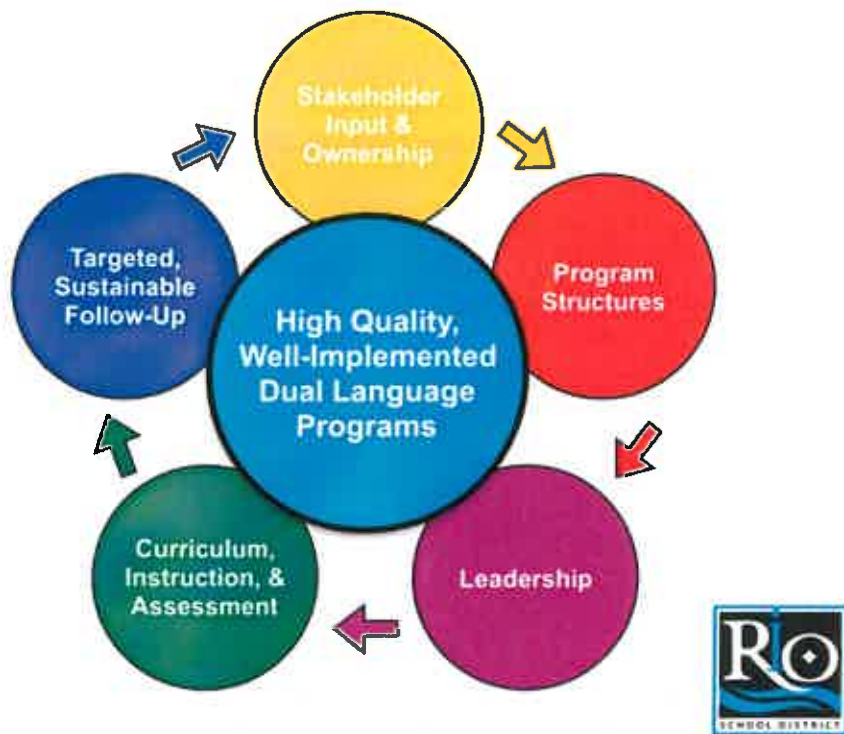 Stakeholder
Input &
Ownership
Program
Structures
Leadership
Curriculum,
Instruction, &
Assessment
Targeted,
Sustainable
Follow-Up
High Quality,
Well-Implemented
Dual Language
Programs
RIO
SCHOOL DISTRICT